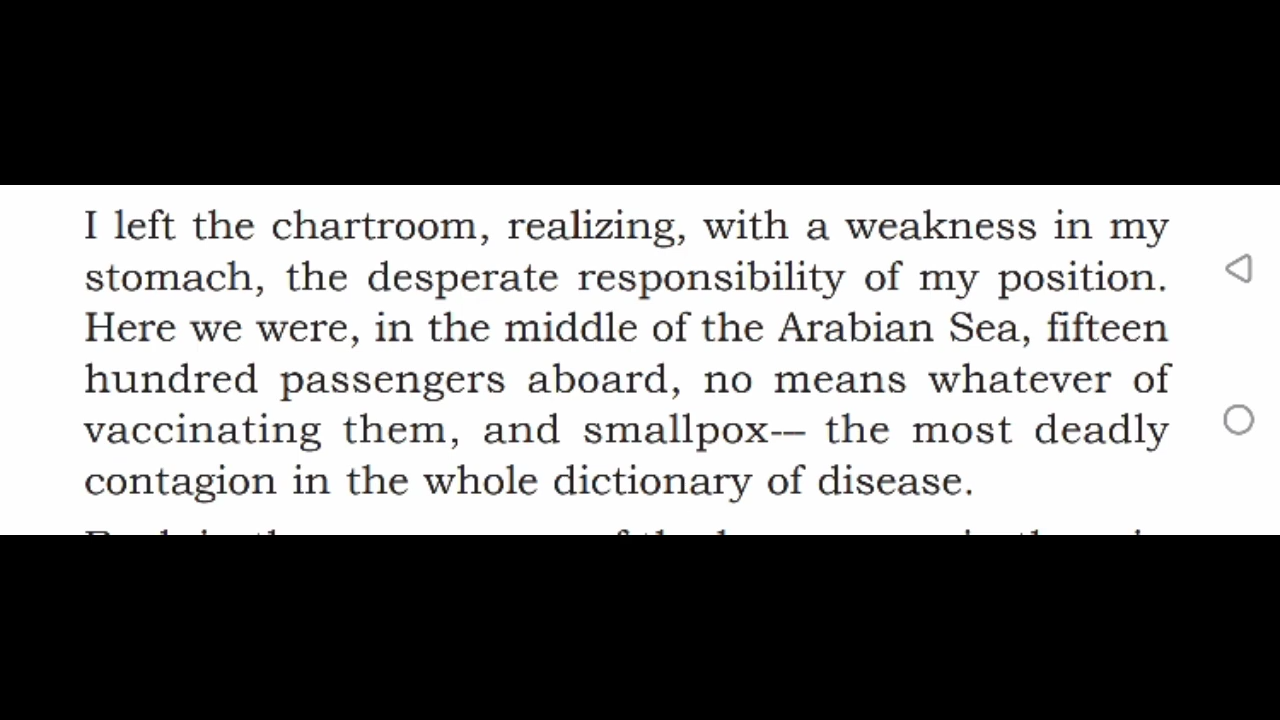 I left the chartroom, realizing, with a weakness in my
stomach, the desperate responsibility of my position.
Here we were, in the middle of the Arabian Sea, fifteen
hundred passengers aboard, no means whatever of
vaccinating them, and smallpox-— the most deadly
contagion in the whole dictionary of disease.